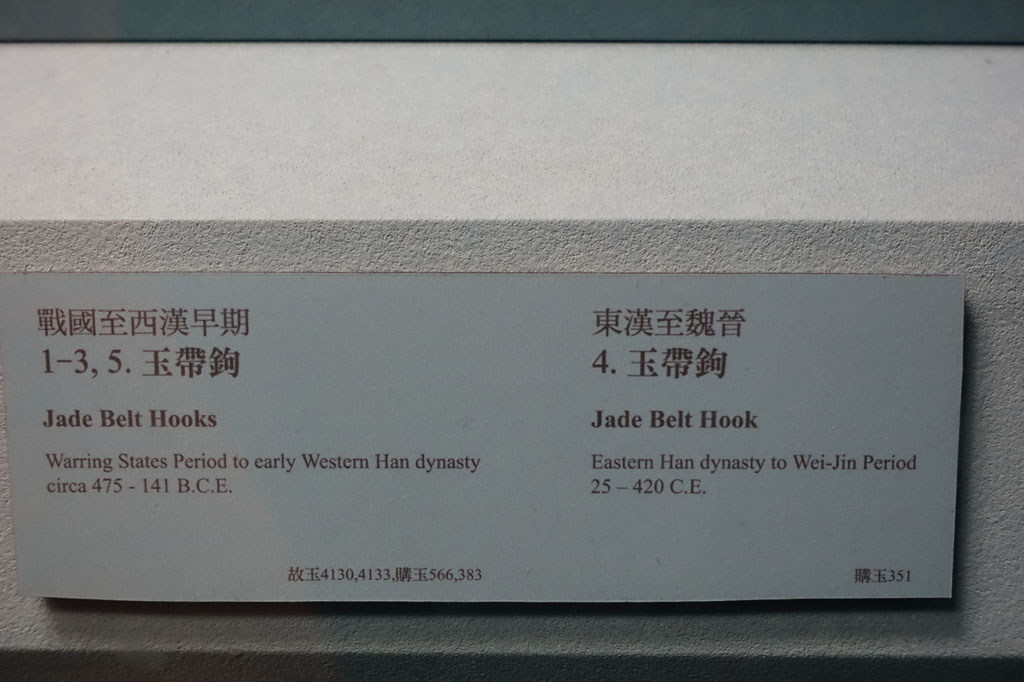 戰國至西漢早期
1-3, 5. 玉帶鉤
Jade Belt Hooks
Warring States Period to early Western Han dynasty
circa 475 - 141 B.C.E.
故玉4130,4133,購玉566,383
東漢至魏晉
4. 玉帶鉤
Jade Belt Hook
Eastern Han dynasty to Wei-Jin Period
25 – 420 C.E.
購玉351